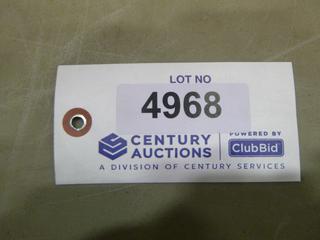 LOT NO
4968
CENTURY AUCTIONS
POWERED BY
ClubBid
A DIVISION OF CENTURY SERVICES